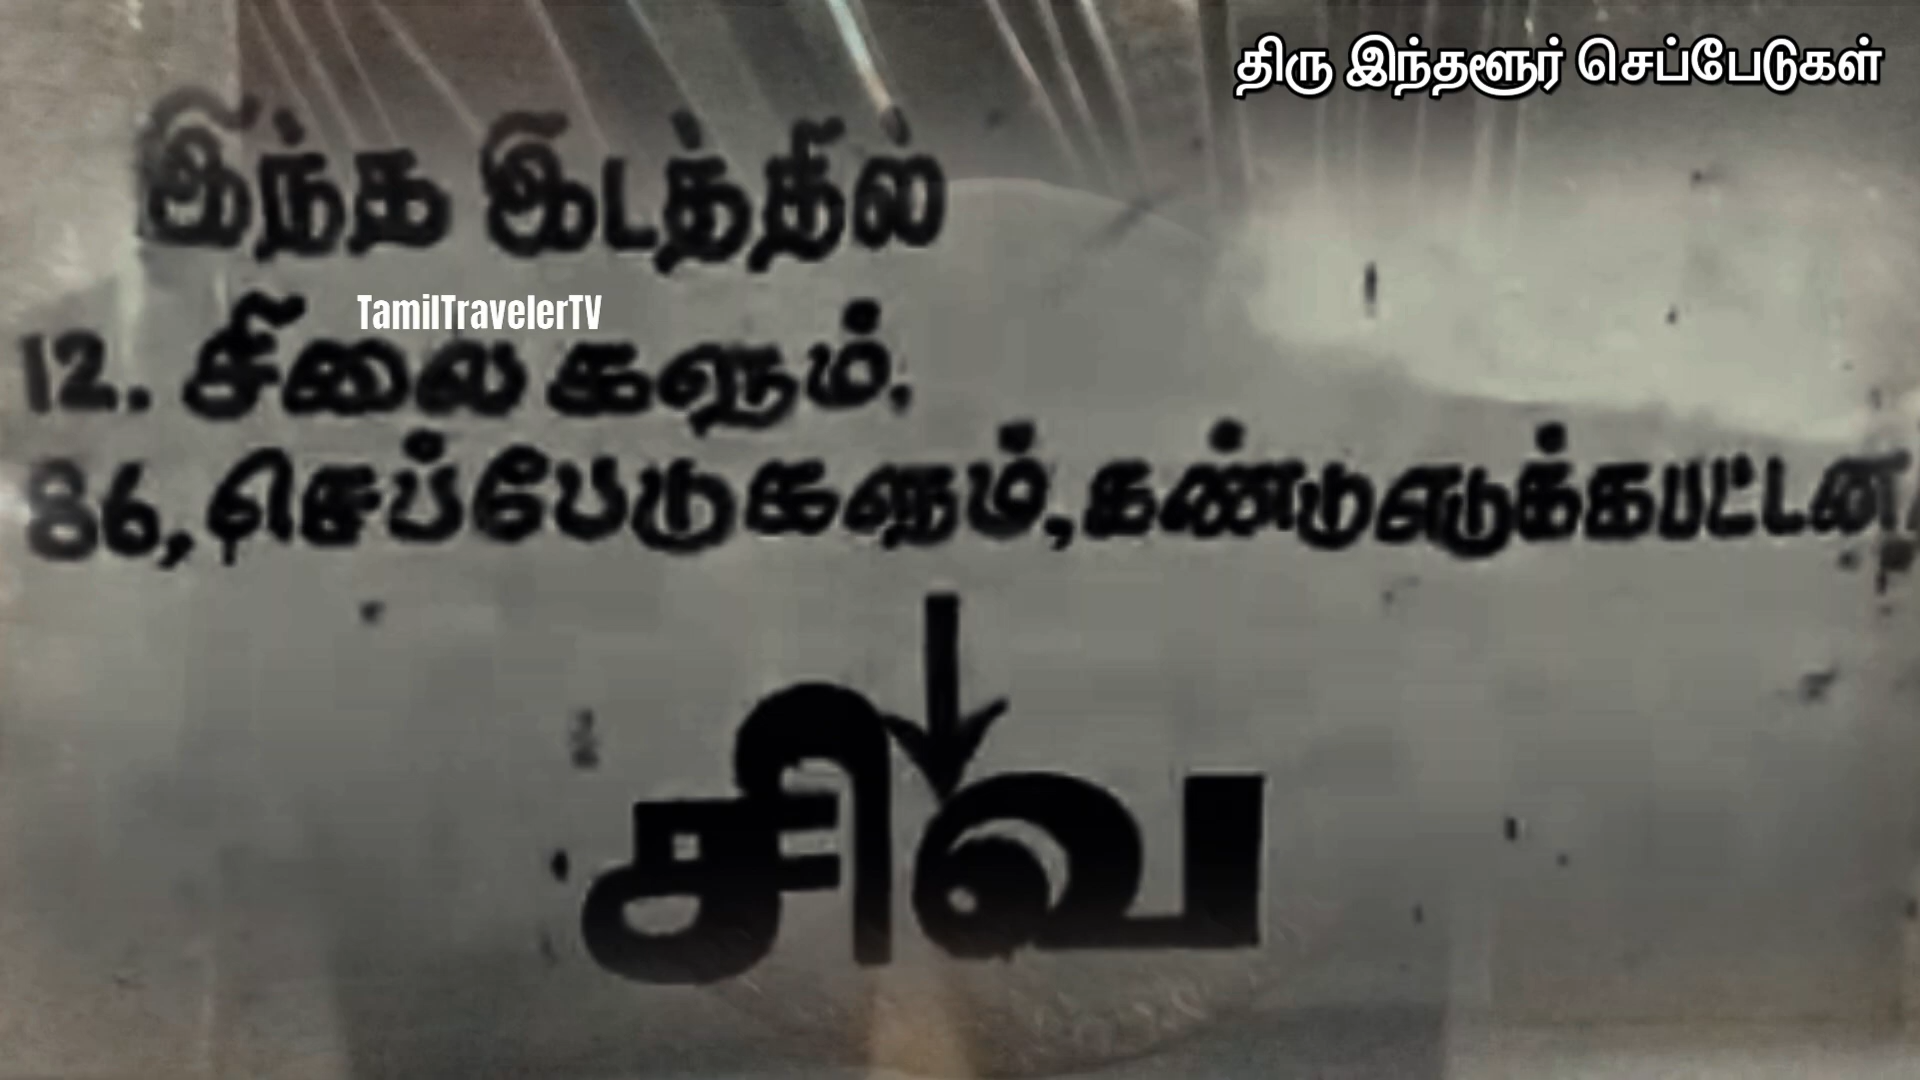 திரு இந்தளூர் செப்பேடுகள்
இந்த இடத்தில்
TamilTravelerTV
12. சிலைகளும்.
86, செப்பேடுகளும், கண்டுஎடுக்கபட்டன
சிவ